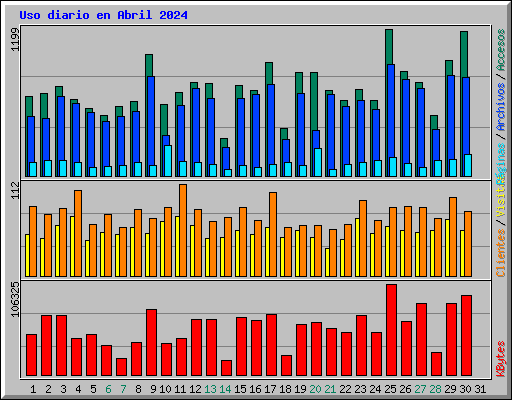 Uso diario en Abril 2024
1199
112
106325
Accesos
/ Archivos /
Páginas
Clientes / visitas
KBytes
1 2 3 4 5 6 7 8 9 10 11 12 13 14 15 16 17 18 19 20 21 22 23 24 25 26 27 28 29 30 31